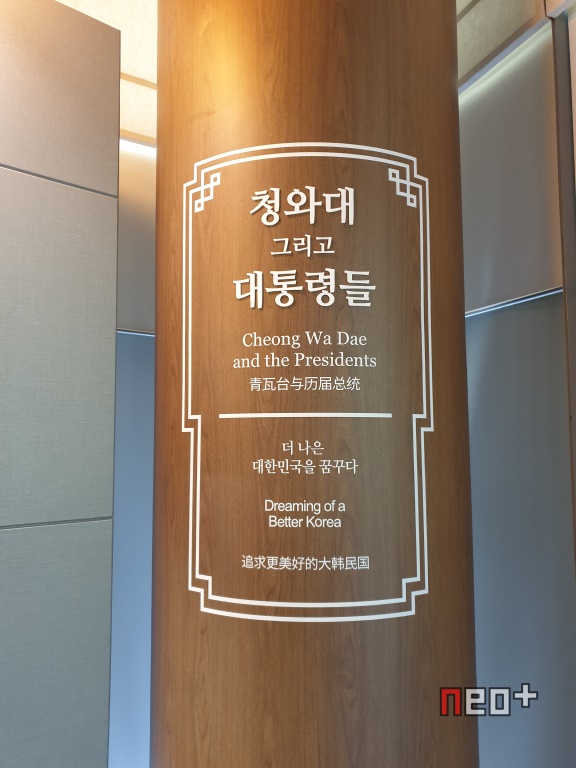 청와대
그리고
대통령들
Cheong Wa Dae
and the Presidents
青瓦台与历届总统
더 나은
대한민국을 꿈꾸다
Dreaming of a
Better Korea
追求更美好的大韩民国
neo+